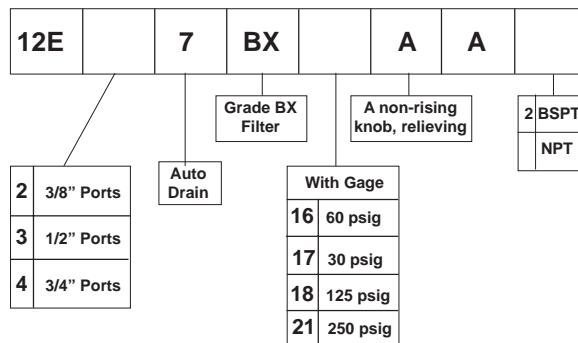 12E 7 BX A A
Grade BX
Filter
A non-rising
knob, relieving
2 BSPT
NPT
Auto
Drain
2 3/8” Ports
3 1/2” Ports
4 3/4” Ports
With Gage
16 60 psig
17 30 psig
18 125 psig
21 250 psig